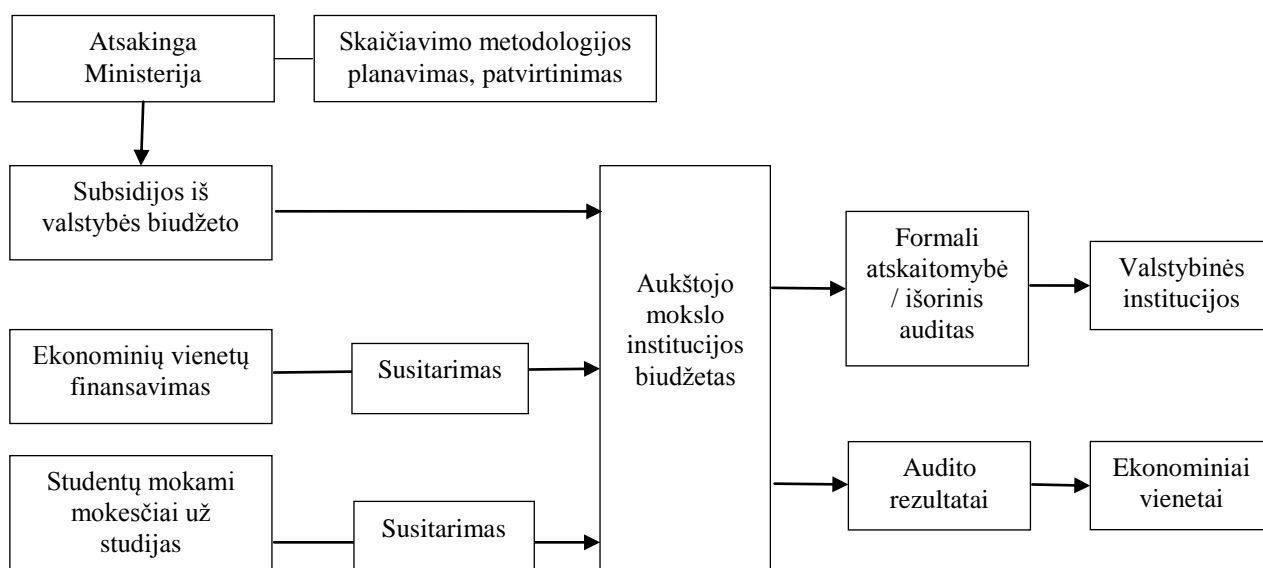 Atsakinga
Ministerija
Skaičiavimo metodologijos
planavimas, patvirtinimas
Subsidijos iš
valstybės biudžeto
Ekonominių vienetų
finansavimas
Susitarimas
Studentų mokami
mokesčiai už
studijas
Susitarimas
Aukštojo
mokslo
institucijos
biudžetas
Formali
atskaitomybė
/ išorinis
auditas
Valstybinės
institucijos
Audito
rezultatai
Ekonominiai
vienetai